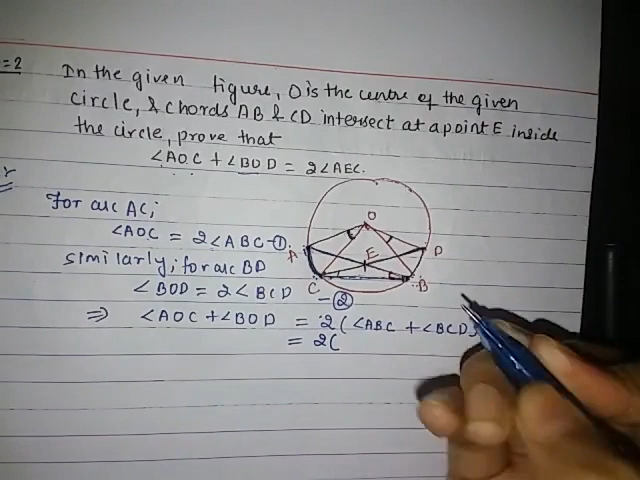 =2
In the given figure, O is the centre of the given
circle, & chords AB & CD intersect at a point E inside
the circle, prove that
∠AOC + ∠BOD = 2∠AEC.
For arc AC;
∠AOC = 2∠ABC - ①
similarly; for arc BD
∠BOD = 2∠BCD - ②
⇒ ∠AOC + ∠BOD = 2(∠ABC + ∠BCD)
= 2(
O
A
E
D
C
B